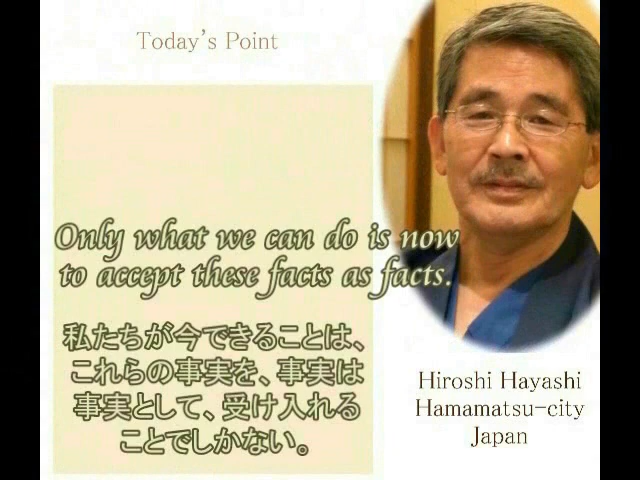 Today's Point
Only what we can do is now
to accept these facts as facts.
私たちが今できることは、
これらの事実を、事実は
事実として、受け入れる
ことでしかない。
Hiroshi Hayashi
Hamamatsu-city
Japan